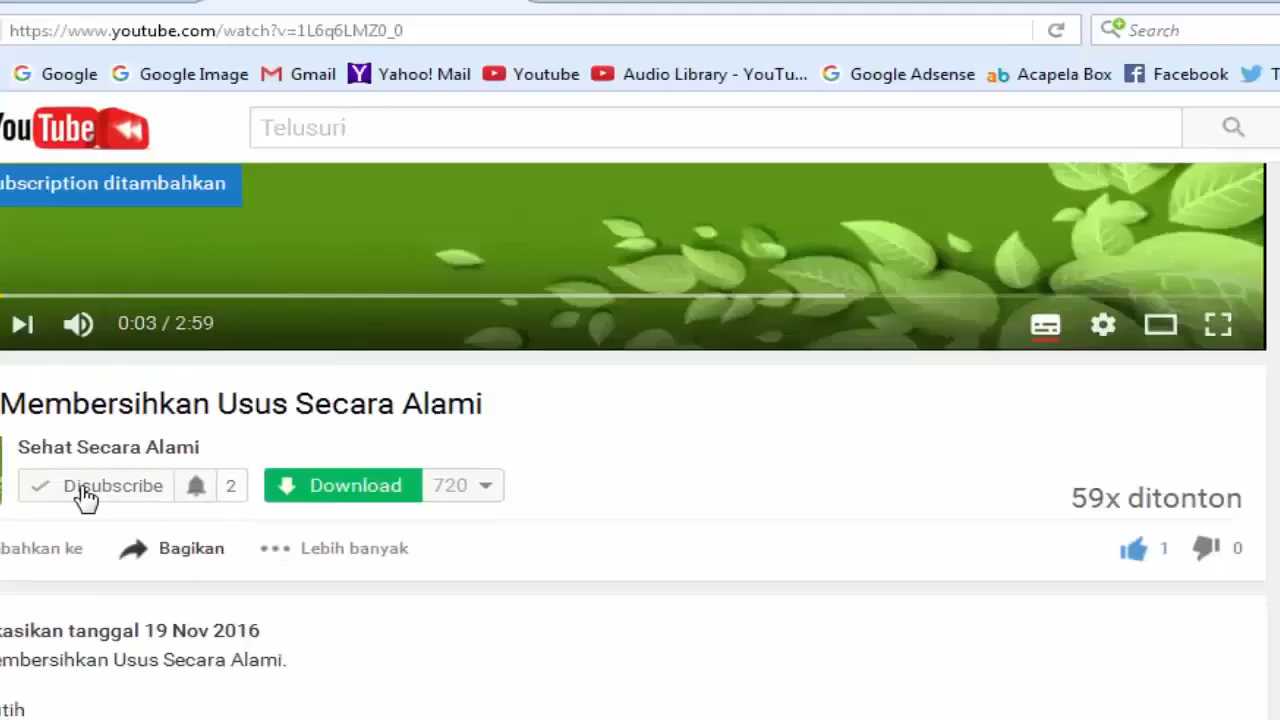 https://www.youtube.com/watch?v=1L6q6LMZ0_0
Search
Google Google Image Gmail Yahoo! Mail Youtube Audio Library - YouTu... Google Adsense ab Acapela Box Facebook T
ouTube
Telusuri
ubscription ditambahkan
0:03 / 2:59
Membersihkan Usus Secara Alami
Sehat Secara Alami
Disubscribe 2 Download 720
59x ditonton
bahkan ke Bagikan Lebih banyak 1 0
kasikan tanggal 19 Nov 2016
embersihkan Usus Secara Alami.
utih